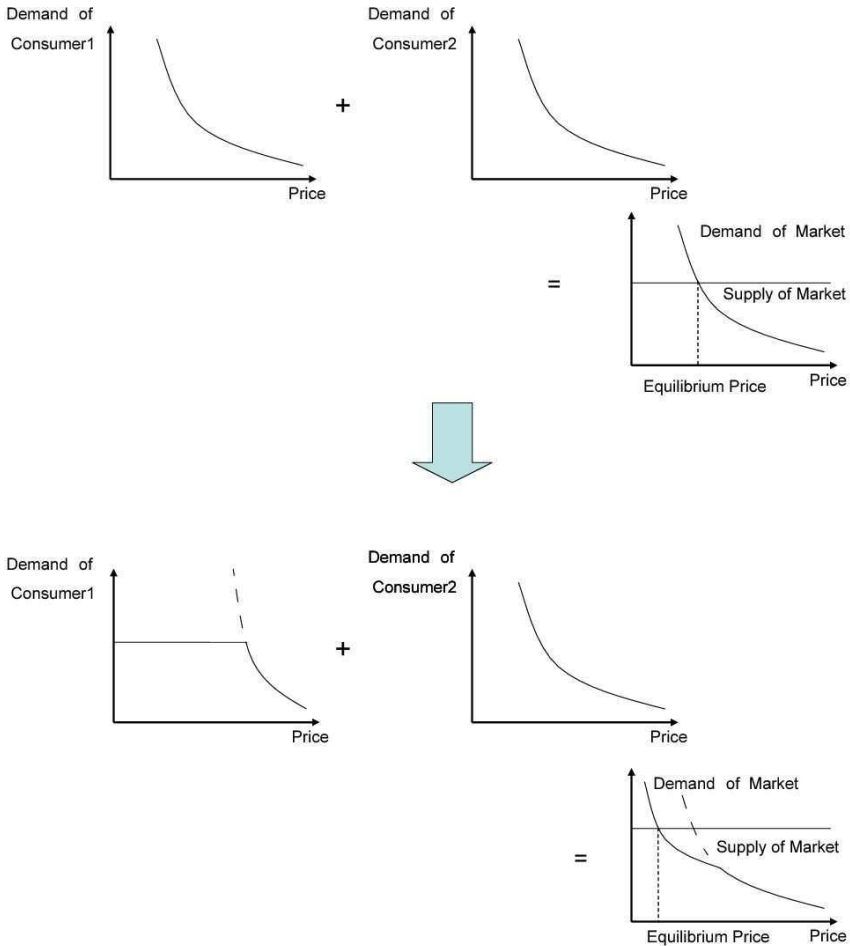 Demand of
Consumer1
Price
+
Demand of
Consumer2
Price
=
Demand of Market
Supply of Market
Equilibrium Price
Price
Demand of
Consumer1
Price
+
Demand of
Consumer2
Price
=
Demand of Market
Supply of Market
Equilibrium Price
Price